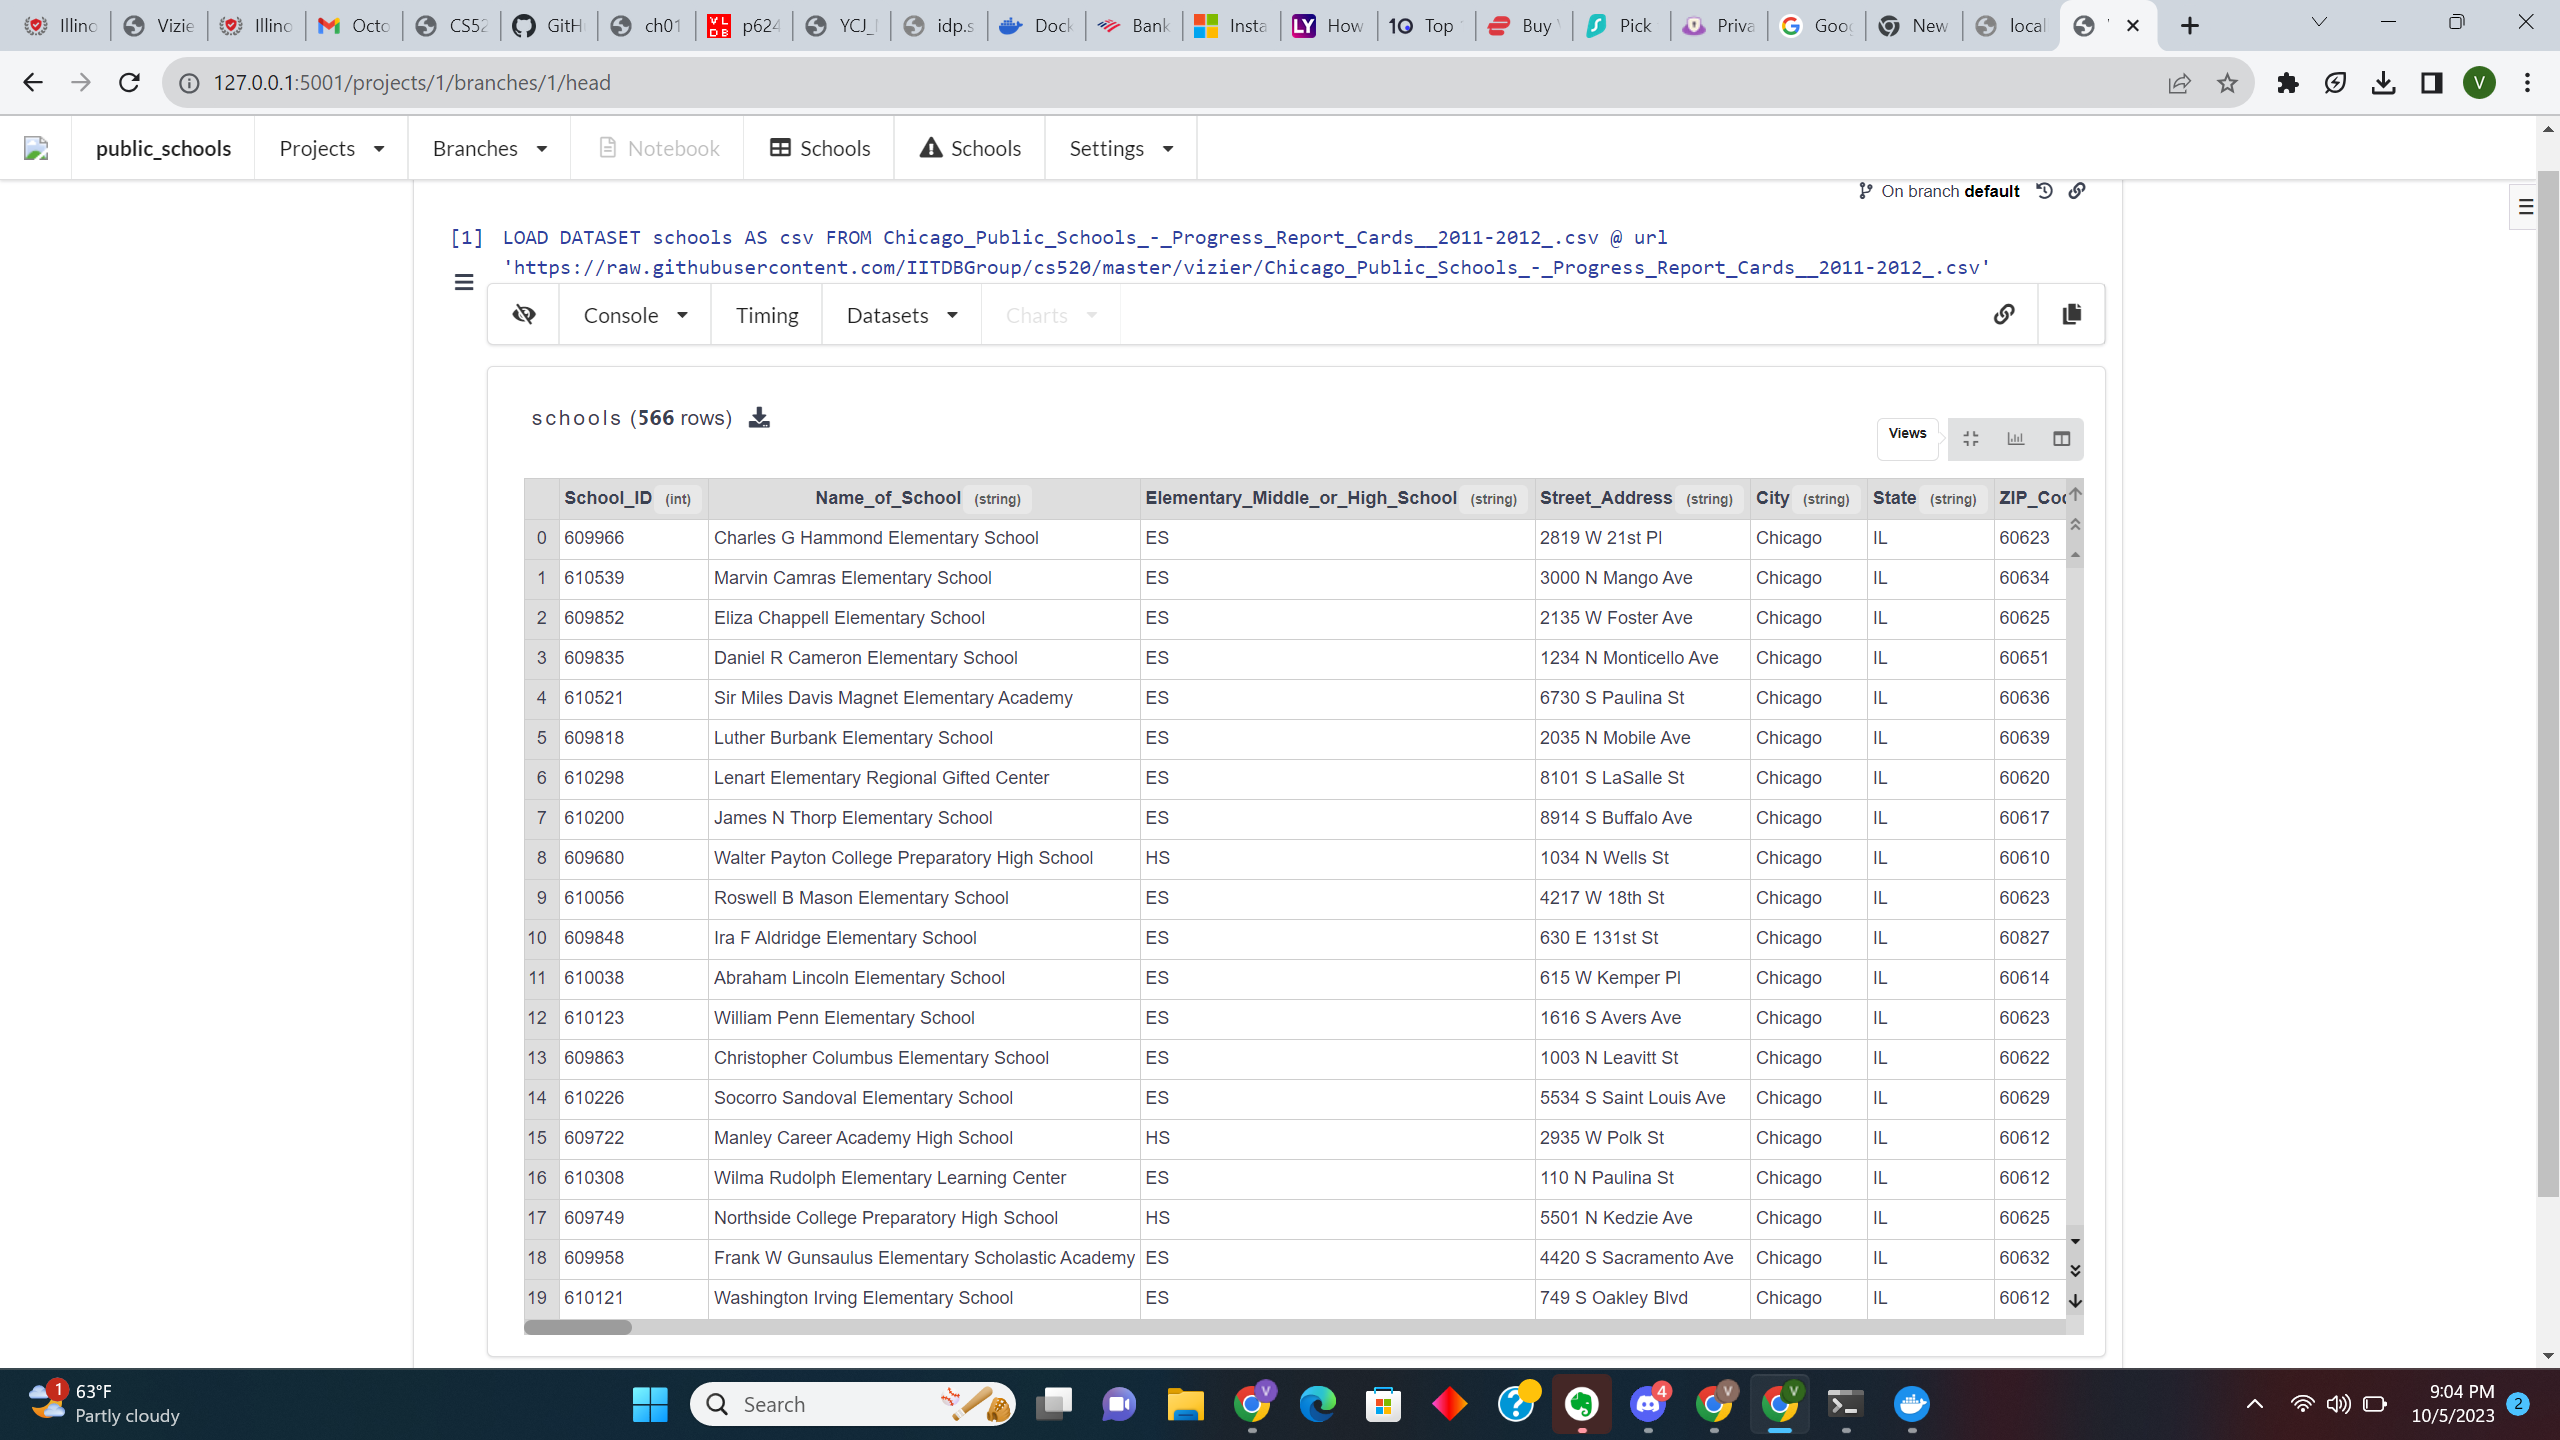 Illino Vizie Illino Octo CS52 GitH ch01 p624 YCJ_ idp.s Dock Bank Insta How Top Buy Pick Priva Goog New local
127.0.0.1:5001/projects/1/branches/1/head
V
public_schools Projects Branches Notebook Schools Schools Settings
On branch default
[1] LOAD DATASET schools AS csv FROM Chicago_Public_Schools_-_Progress_Report_Cards__2011-2012_.csv @ url
'https://raw.githubusercontent.com/IITDBGroup/cs520/master/vizier/Chicago_Public_Schools_-_Progress_Report_Cards__2011-2012_.csv'
Console Timing Datasets Charts
schools (566 rows)
Views
School_ID (int) Name_of_School (string) Elementary_Middle_or_High_School (string) Street_Address (string) City (string) State (string) ZIP_Coc
0 609966 Charles G Hammond Elementary School ES 2819 W 21st Pl Chicago IL 60623
1 610539 Marvin Camras Elementary School ES 3000 N Mango Ave Chicago IL 60634
2 609852 Eliza Chappell Elementary School ES 2135 W Foster Ave Chicago IL 60625
3 609835 Daniel R Cameron Elementary School ES 1234 N Monticello Ave Chicago IL 60651
4 610521 Sir Miles Davis Magnet Elementary Academy ES 6730 S Paulina St Chicago IL 60636
5 609818 Luther Burbank Elementary School ES 2035 N Mobile Ave Chicago IL 60639
6 610298 Lenart Elementary Regional Gifted Center ES 8101 S LaSalle St Chicago IL 60620
7 610200 James N Thorp Elementary School ES 8914 S Buffalo Ave Chicago IL 60617
8 609680 Walter Payton College Preparatory High School HS 1034 N Wells St Chicago IL 60610
9 610056 Roswell B Mason Elementary School ES 4217 W 18th St Chicago IL 60623
10 609848 Ira F Aldridge Elementary School ES 630 E 131st St Chicago IL 60827
11 610038 Abraham Lincoln Elementary School ES 615 W Kemper Pl Chicago IL 60614
12 610123 William Penn Elementary School ES 1616 S Avers Ave Chicago IL 60623
13 609863 Christopher Columbus Elementary School ES 1003 N Leavitt St Chicago IL 60622
14 610226 Socorro Sandoval Elementary School ES 5534 S Saint Louis Ave Chicago IL 60629
15 609722 Manley Career Academy High School HS 2935 W Polk St Chicago IL 60612
16 610308 Wilma Rudolph Elementary Learning Center ES 110 N Paulina St Chicago IL 60612
17 609749 Northside College Preparatory High School HS 5501 N Kedzie Ave Chicago IL 60625
18 609958 Frank W Gunsaulus Elementary Scholastic Academy ES 4420 S Sacramento Ave Chicago IL 60632
19 610121 Washington Irving Elementary School ES 749 S Oakley Blvd Chicago IL 60612
1 63°F
Partly cloudy
Search
4
9:04 PM
10/5/2023
2